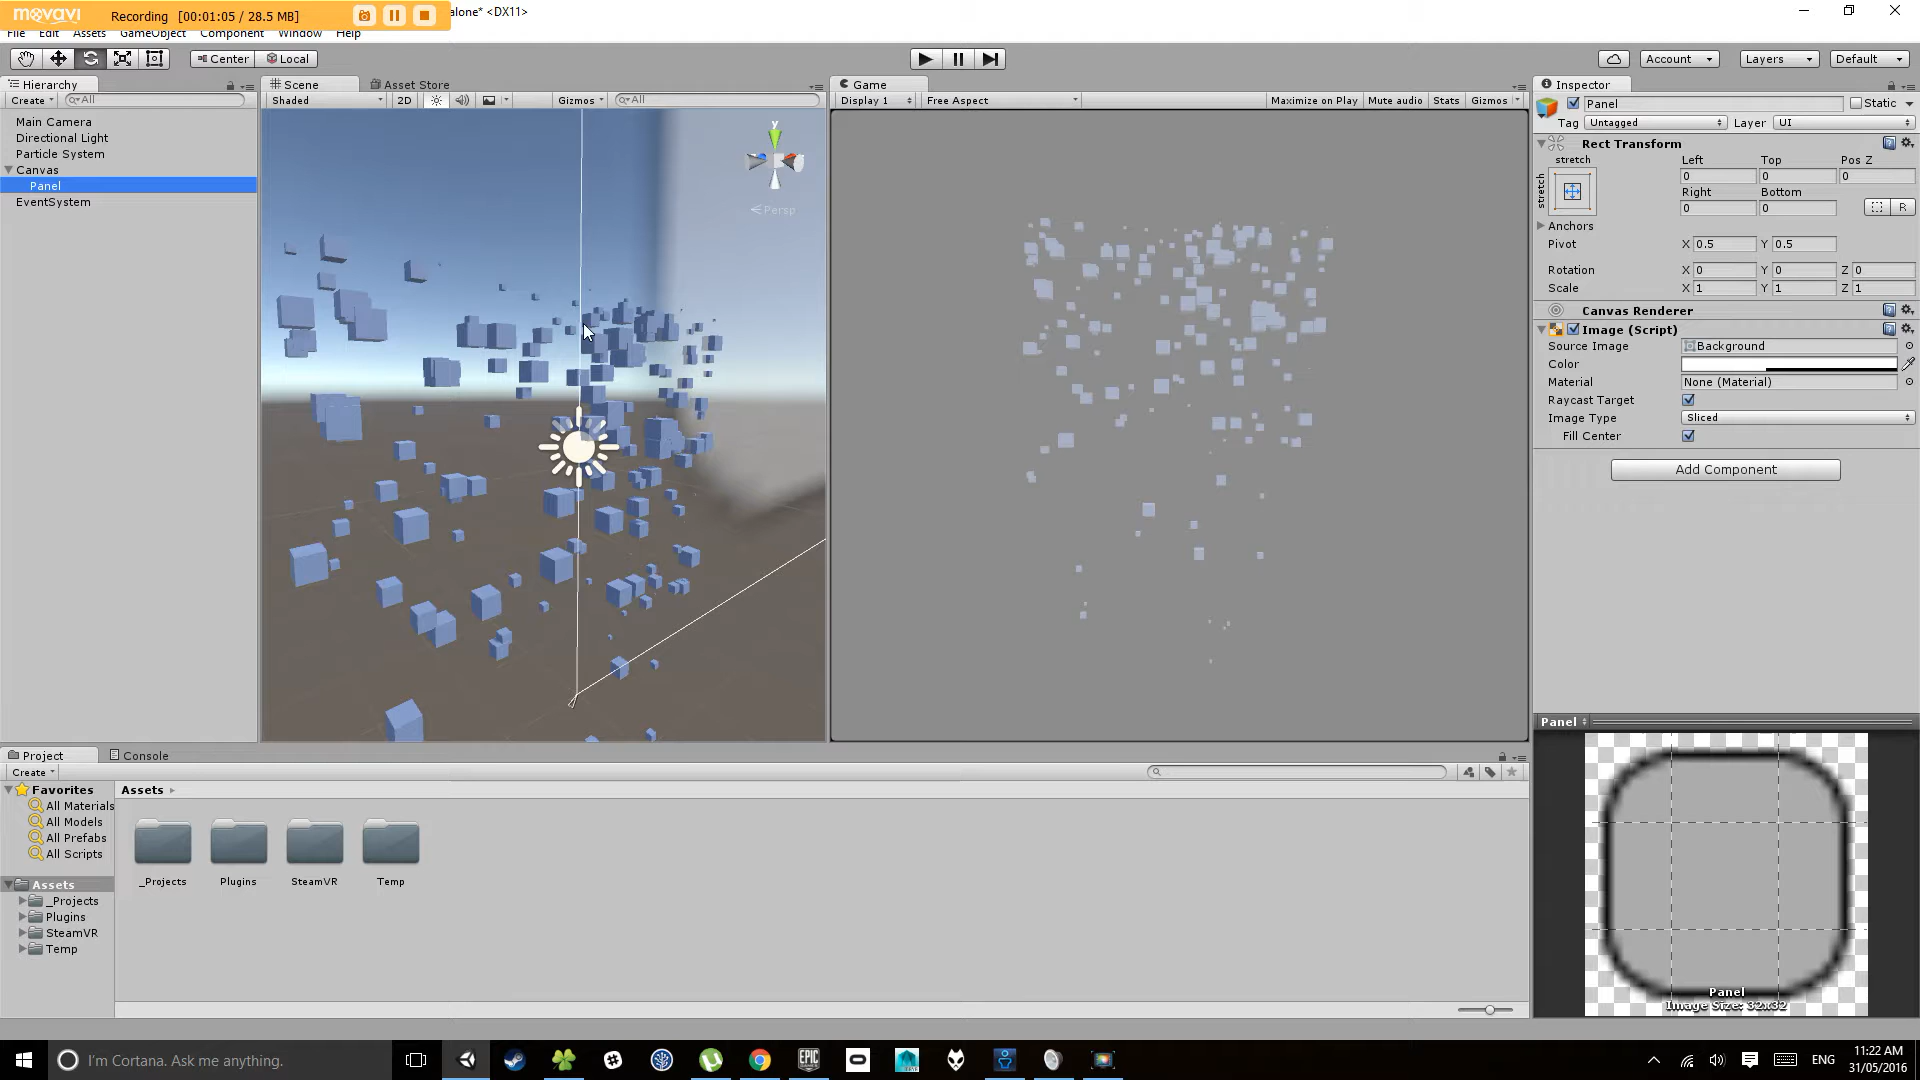 movavi Recording [00:01:05 / 28.5 MB] alone* <DX11>
File Edit Assets GameObject Component Window Help
Center Local Account Layers Default
Hierarchy
Create All
Main Camera
Directional Light
Particle System
Canvas
Panel
EventSystem
Scene Asset Store
Shaded 2D Gizmos All
y
Persp
Game
Display 1 Free Aspect Maximize on Play Mute audio Stats Gizmos
Inspector
Panel Static
Tag Untagged Layer UI
Rect Transform
stretch Left Top Pos Z
stretch
0 0 0
Right Bottom
0 0 R
Anchors
Pivot X 0.5 Y 0.5
Rotation X 0 Y 0 Z 0
Scale X 1 Y 1 Z 1
Canvas Renderer
Image (Script)
Source Image Background
Color
Material None (Material)
Raycast Target
Image Type Sliced
Fill Center
Add Component
Panel
Panel
Image Size: 32x32
Project Console
Create
Favorites
All Materials
All Models
All Prefabs
All Scripts
Assets
_Projects
Plugins
SteamVR
Temp
Assets
_Projects Plugins SteamVR Temp
I'm Cortana. Ask me anything.
EPIC
ENG
11:22 AM
31/05/2016